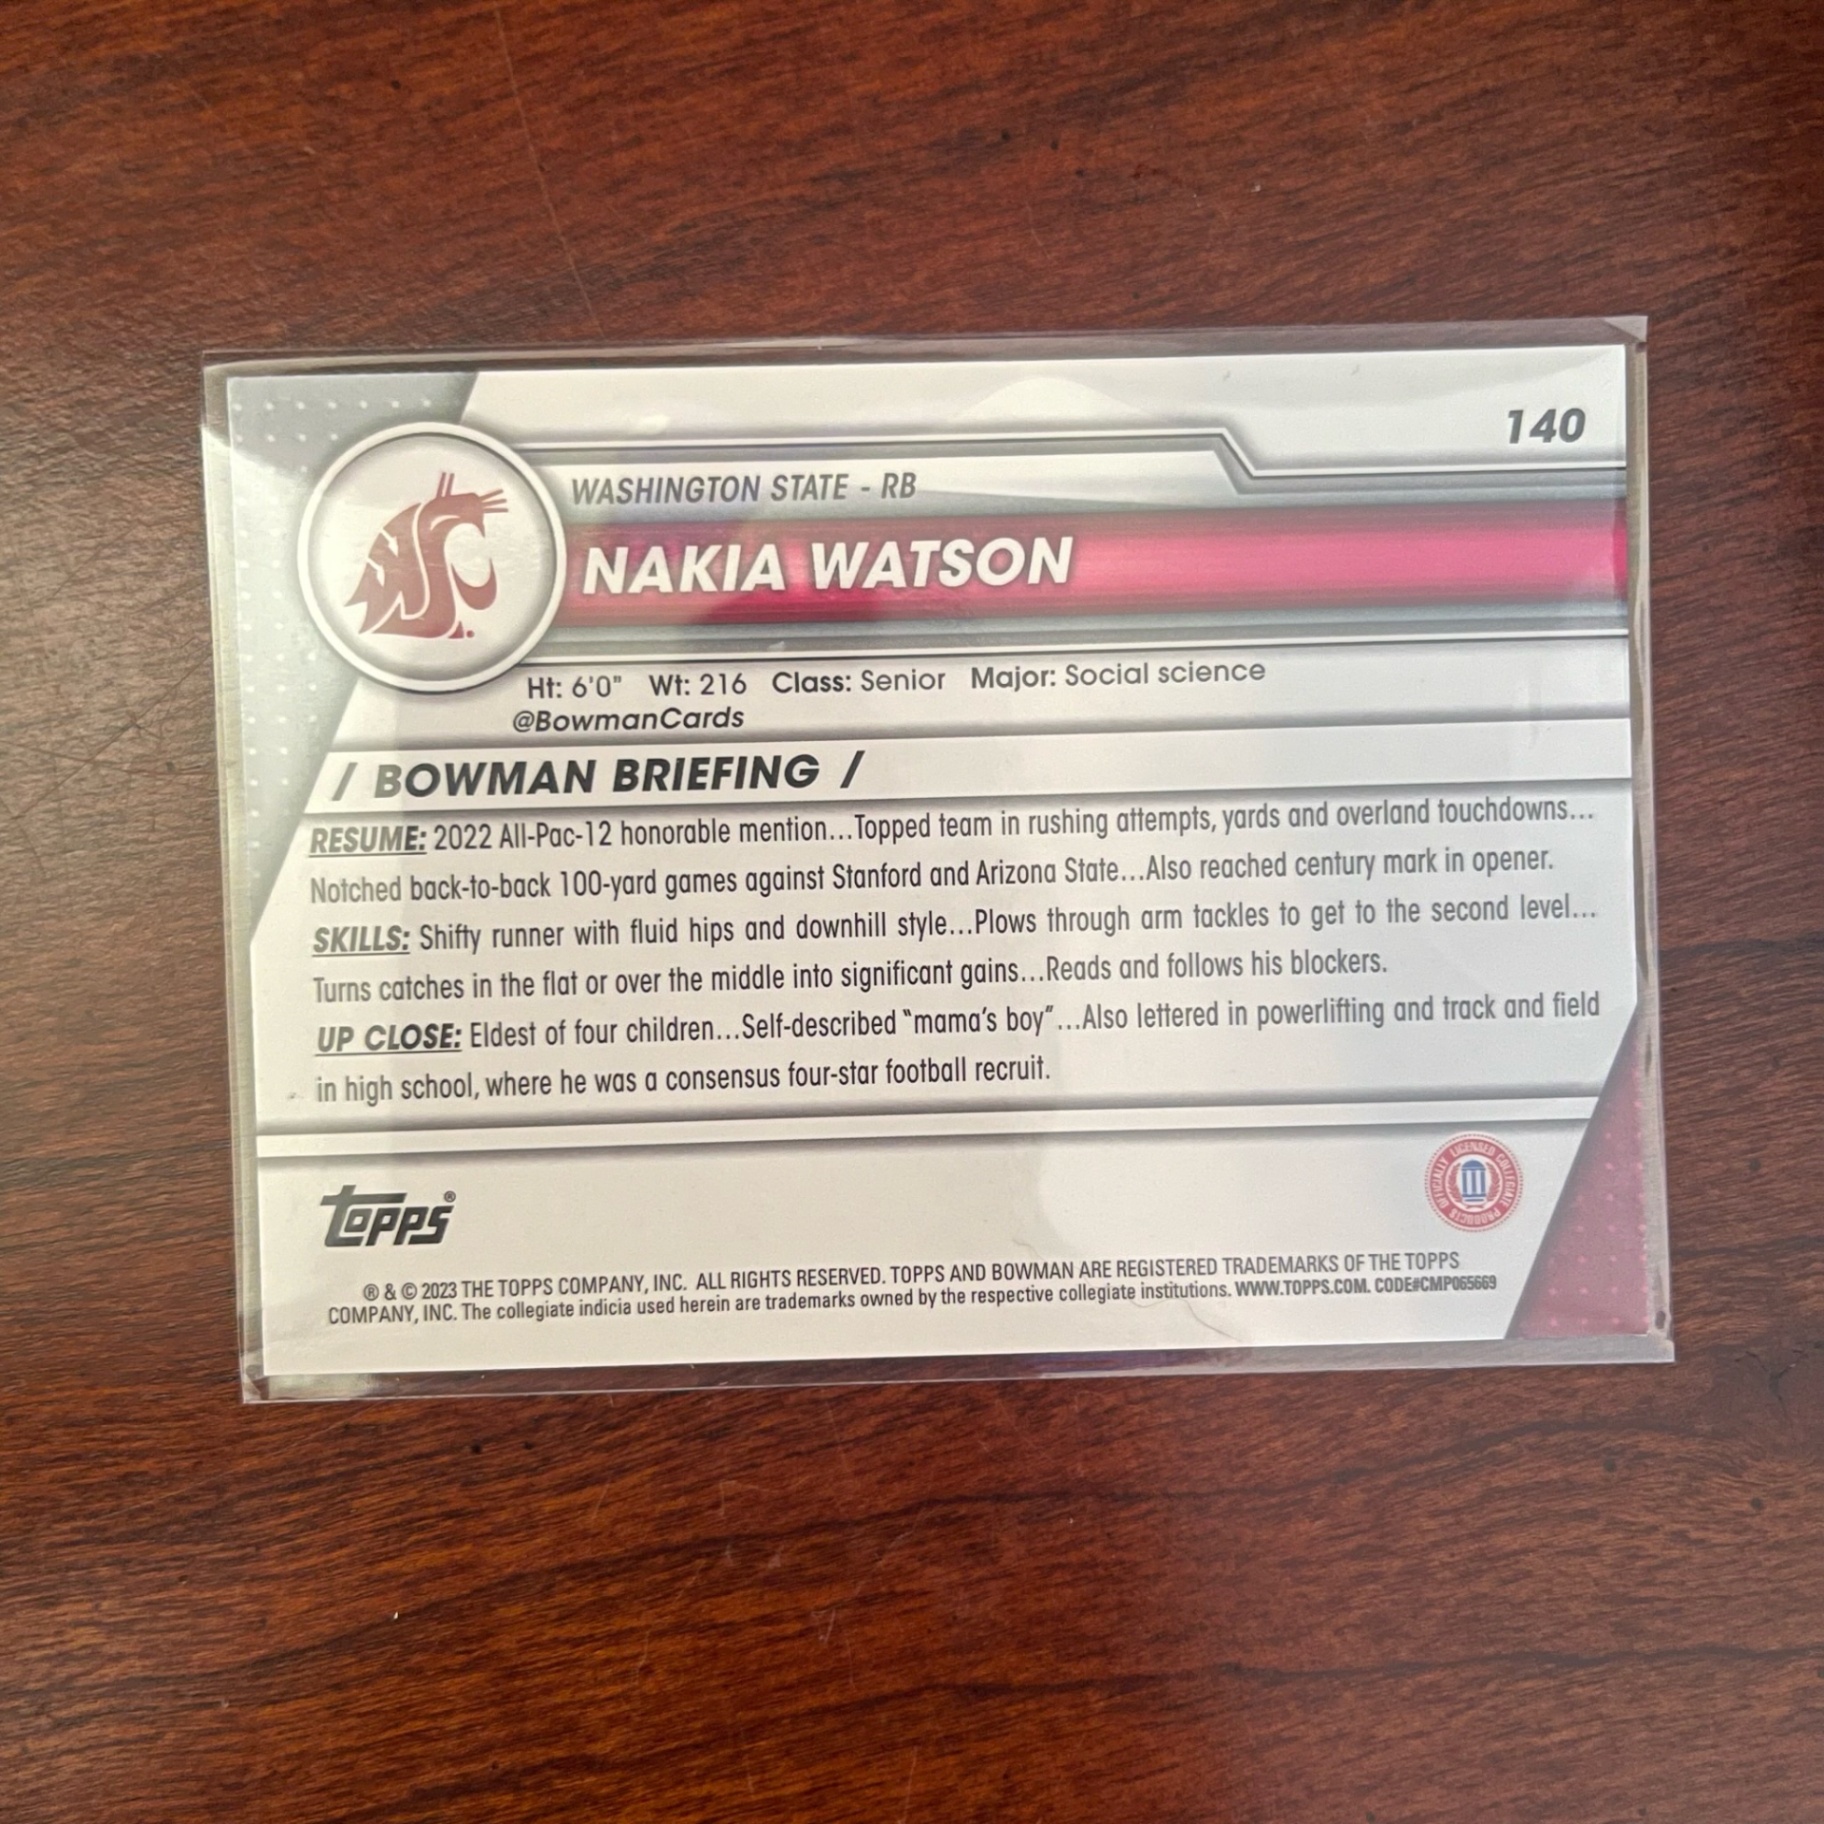 140
WASHINGTON STATE - RB
NAKIA WATSON
Ht: 6'0" Wt: 216 Class: Senior Major: Social science
@BowmanCards
/ BOWMAN BRIEFING /
RESUME: 2022 All-Pac-12 honorable mention...Topped team in rushing attempts, yards and overland touchdowns...
Notched back-to-back 100-yard games against Stanford and Arizona State...Also reached century mark in opener.
SKILLS: Shifty runner with fluid hips and downhill style...Plows through arm tackles to get to the second level...
Turns catches in the flat or over the middle into significant gains...Reads and follows his blockers.
UP CLOSE: Eldest of four children...Self-described "mama's boy"...Also lettered in powerlifting and track and field
in high school, where he was a consensus four-star football recruit.
OFFICIALLY LICENSED COLLEGIATE PRODUCTS
TOPPS®
® & © 2023 THE TOPPS COMPANY, INC. ALL RIGHTS RESERVED. TOPPS AND BOWMAN ARE REGISTERED TRADEMARKS OF THE TOPPS
COMPANY, INC. The collegiate indicia used herein are trademarks owned by the respective collegiate institutions. WWW.TOPPS.COM. CODE#CMP065669